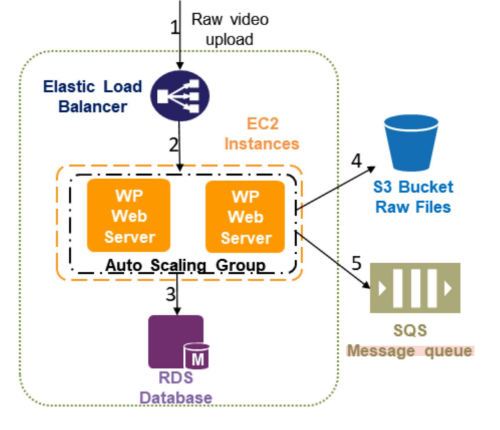 1
Raw video
upload
Elastic Load
Balancer
2
EC2
Instances
WP
Web
Server
WP
Web
Server
Auto Scaling Group
4
S3 Bucket
Raw Files
5
SQS
Message queue
3
M
RDS
Database